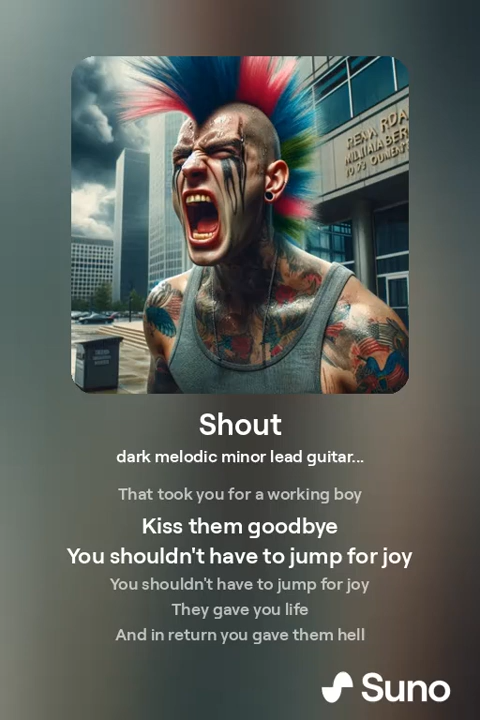 Shout
dark melodic minor lead guitar...
That took you for a working boy
Kiss them goodbye
You shouldn't have to jump for joy
You shouldn't have to jump for joy
They gave you life
And in return you gave them hell
Suno